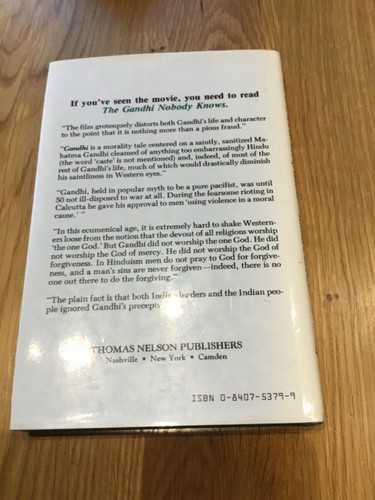 If you've seen the movie, you need to read
The Gandhi Nobody Knows.
"The film grotesquely distorts both Gandhi's life and character
to the point that it is nothing more than a pious fraud."
"Gandhi is a morality tale centered on a saintly, sanitized Ma-
hatma Gandhi cleansed of anything too embarrassingly Hindu
(the word 'caste' is not mentioned) and, indeed, of most of the
rest of Gandhi's life, much of which would drastically diminish
his saintliness in Western eyes."
"Gandhi, held in popular myth to be a pure pacifist, was until
50 not ill-disposed to war at all. During the fearsome rioting in
Calcutta he gave his approval to men 'using violence in a moral
cause.' "
"In this ecumenical age, it is extremely hard to shake Western-
ers loose from the notion that the devout of all religions worship
'the one God.' But Gandhi did not worship the one God. He did
not worship the God of mercy. He did not worship the God of
forgiveness. In Hinduism men do not pray to God for forgive-
ness, and a man's sins are never forgiven—indeed, there is no
one out there to do the forgiving."
"The plain fact is that both leaders and the Indian peo-
ple ignored Gandhi's precepts
THOMAS NELSON PUBLISHERS
Nashville • New York • Camden
ISBN 0-8407-5379-9